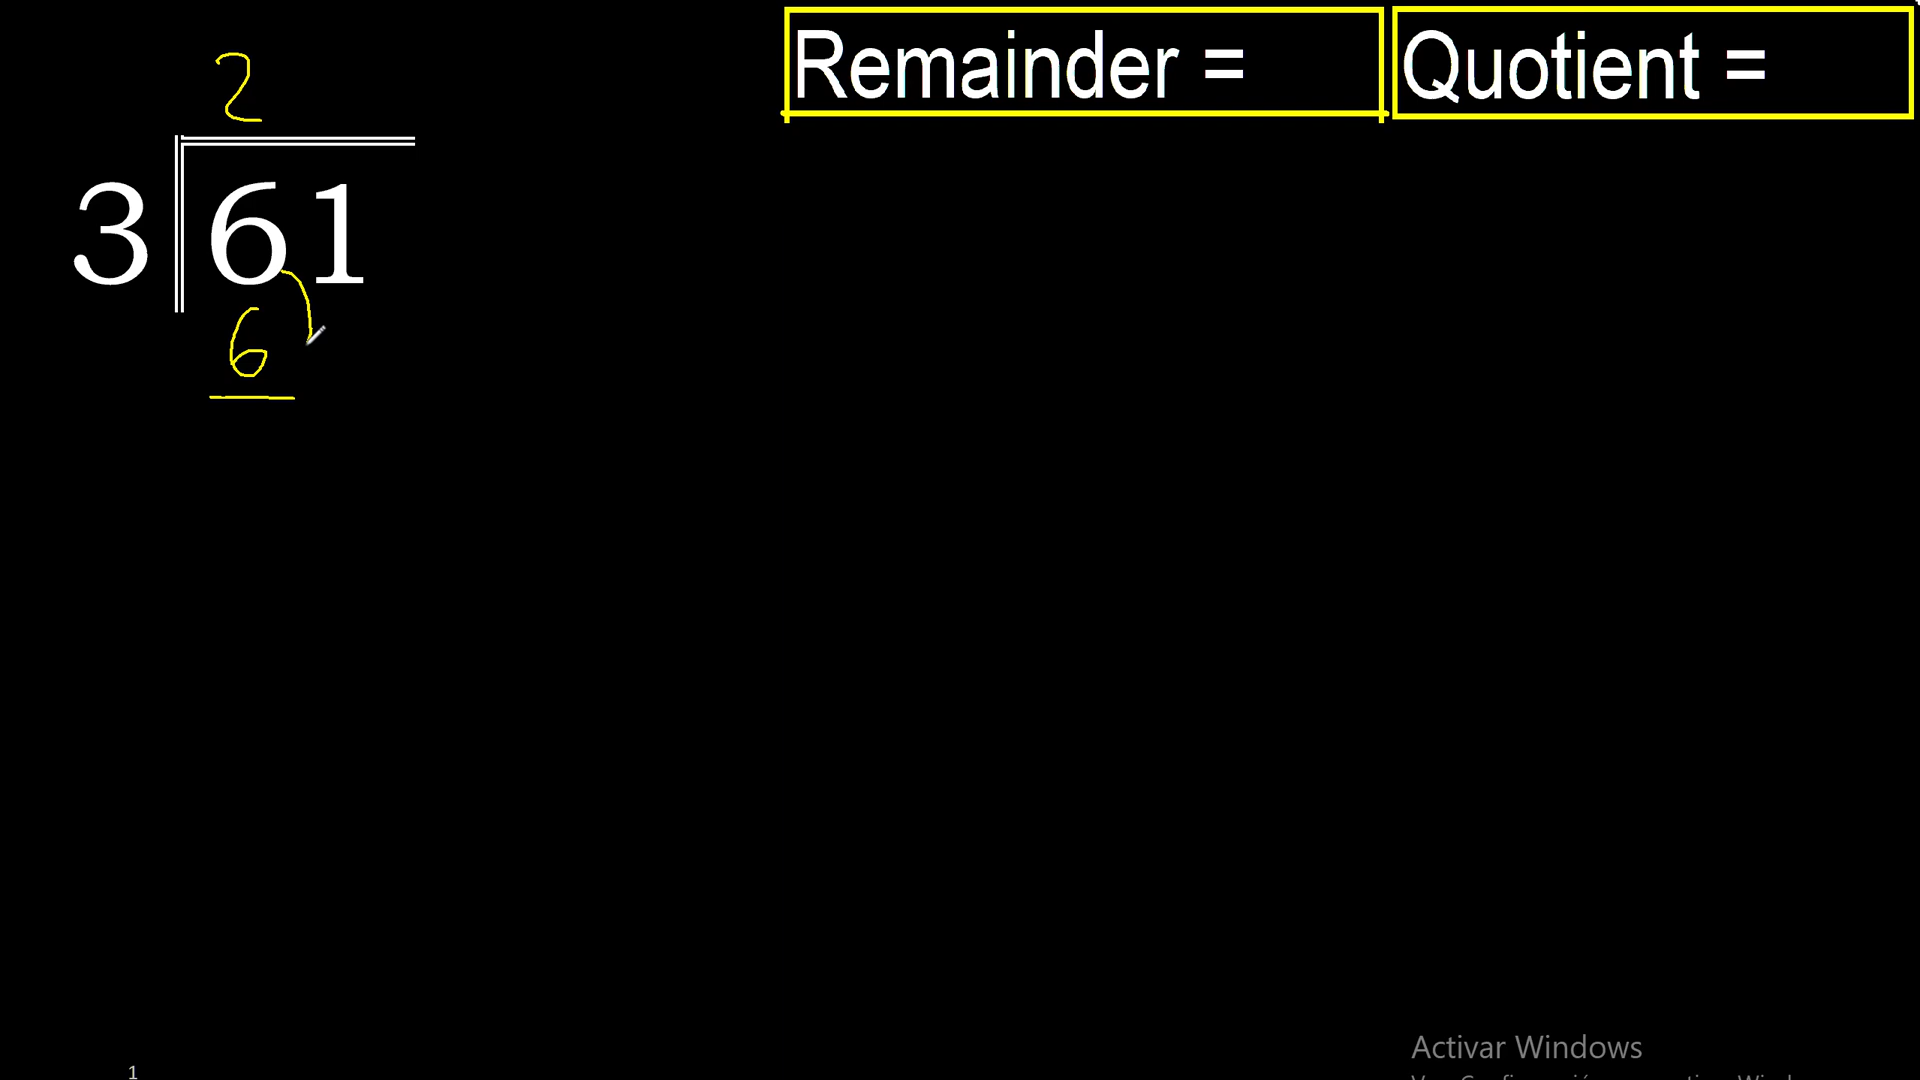 Remainder = Quotient =
2
3 61
6
Activar Windows
1